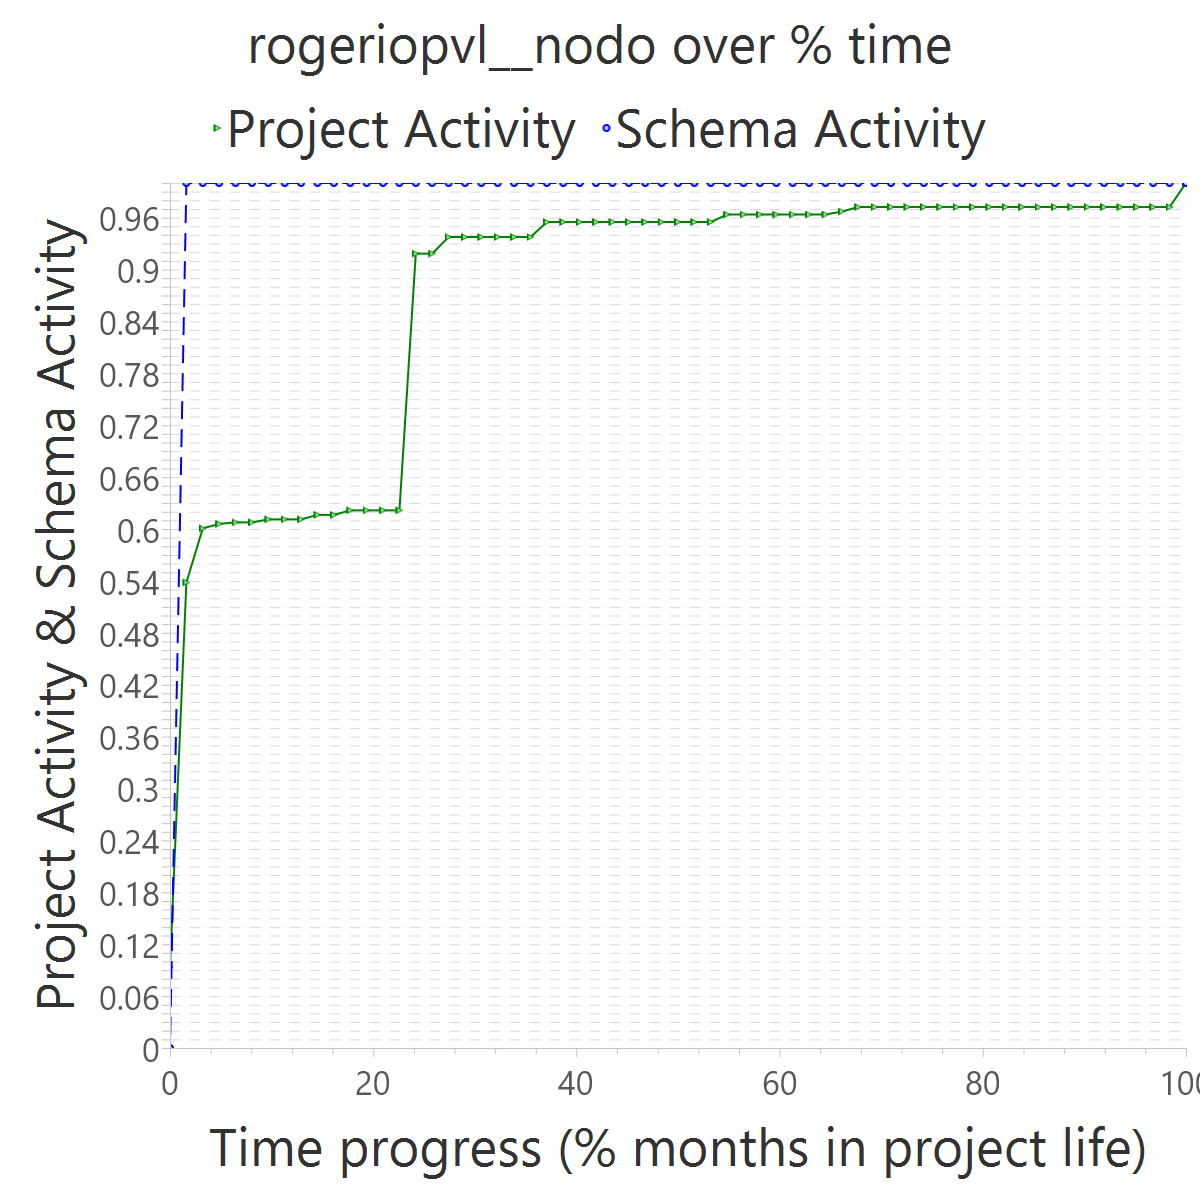 rogeriopvl__nodo over % time
Project Activity
Schema Activity
Project Activity & Schema Activity
0.96
0.9
0.84
0.78
0.72
0.66
0.6
0.54
0.48
0.42
0.36
0.3
0.24
0.18
0.12
0.06
0
0 20 40 60 80 100
Time progress (% months in project life)